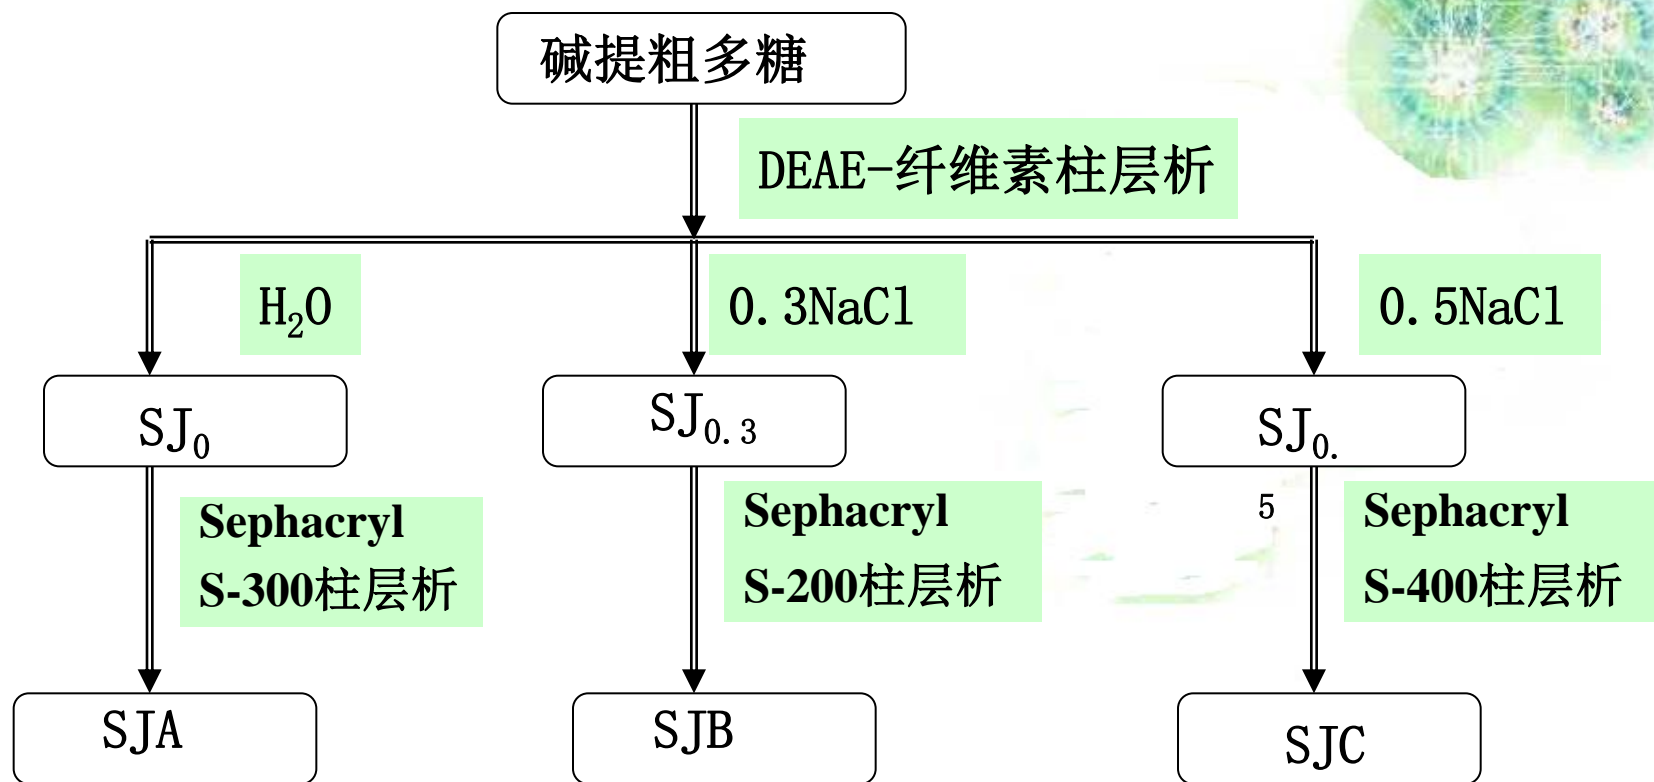 碱提粗多糖
DEAE-纤维素柱层析
H₂O
0.3NaCl
0.5NaCl
SJ₀
SJ₀.₃
SJ₀.
5
Sephacryl
S-300柱层析
Sephacryl
S-200柱层析
Sephacryl
S-400柱层析
SJA
SJB
SJC